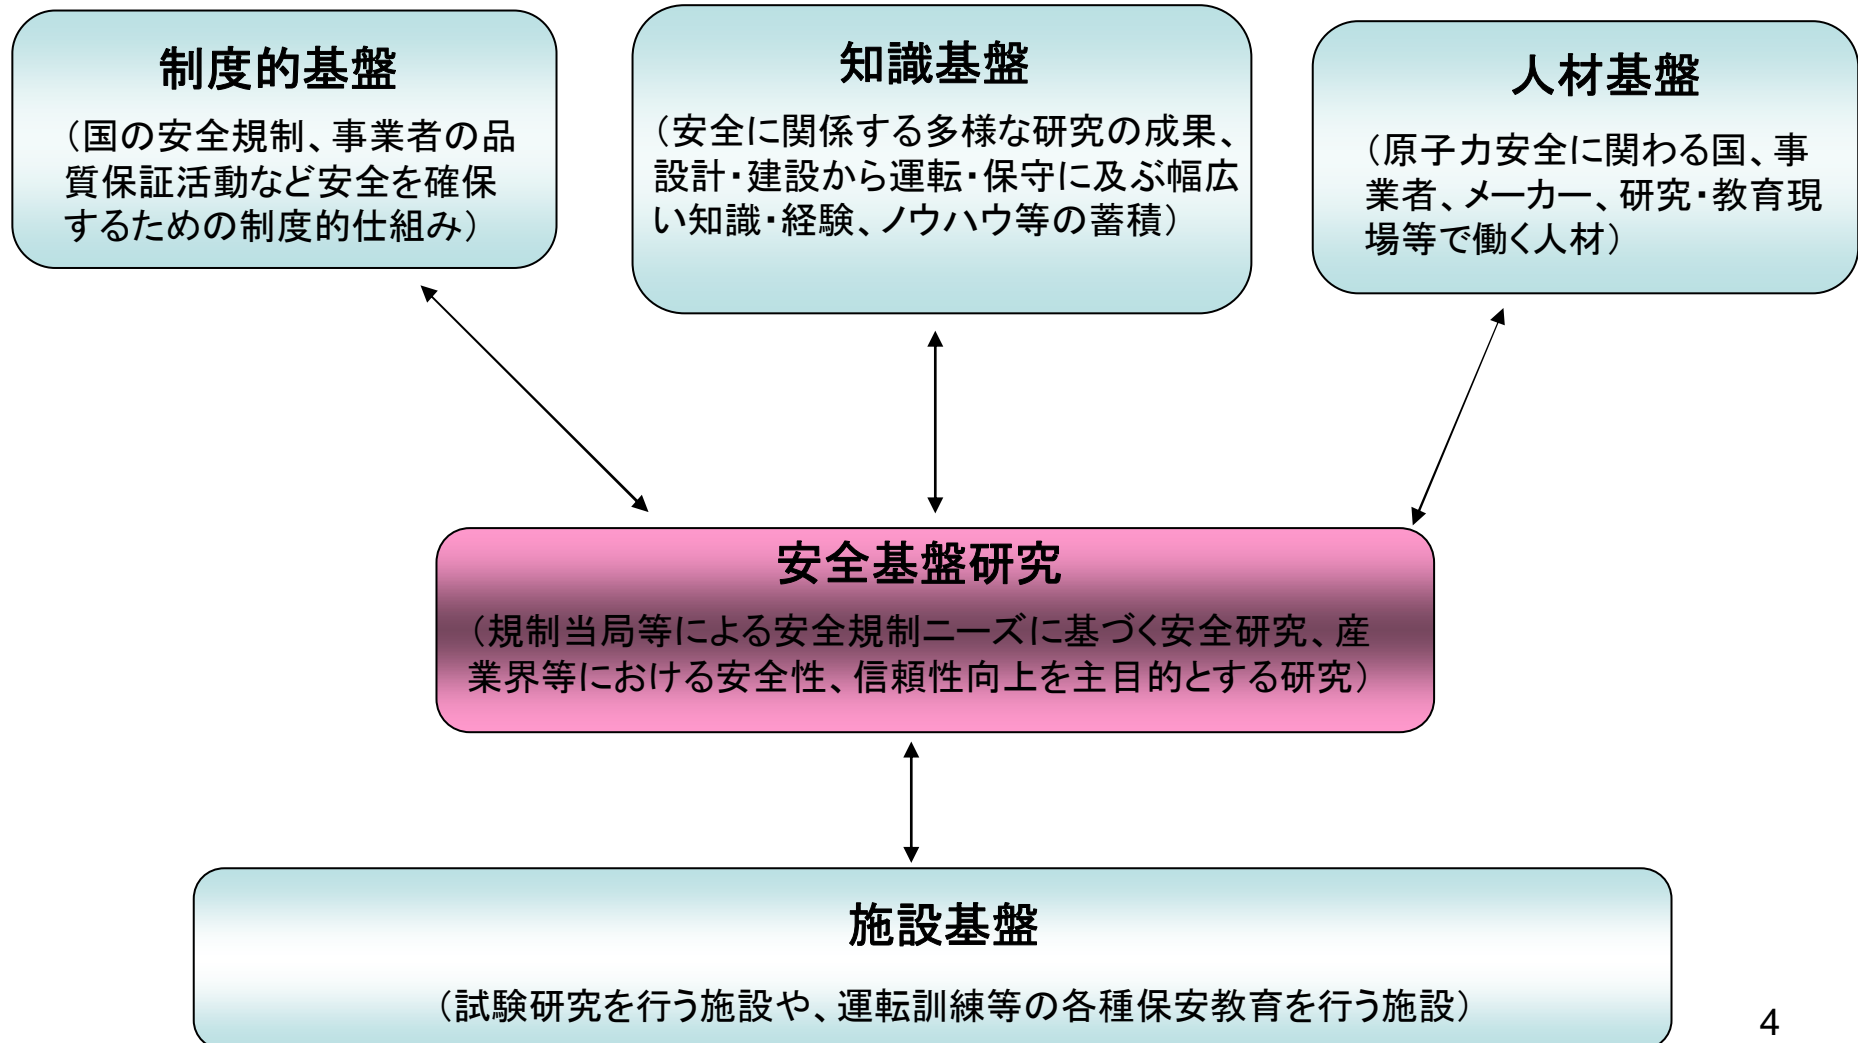 制度的基盤
（国の安全規制、事業者の品
質保証活動など安全を確保
するための制度的仕組み）
知識基盤
（安全に関係する多様な研究の成果、
設計・建設から運転・保守に及ぶ幅広
い知識・経験、ノウハウ等の蓄積）
人材基盤
（原子力安全に関わる国、事
業者、メーカー、研究・教育現
場等で働く人材）
安全基盤研究
（規制当局等による安全規制ニーズに基づく安全研究、産
業界等における安全性、信頼性向上を主目的とする研究）
施設基盤
（試験研究を行う施設や、運転訓練等の各種保安教育を行う施設）
4